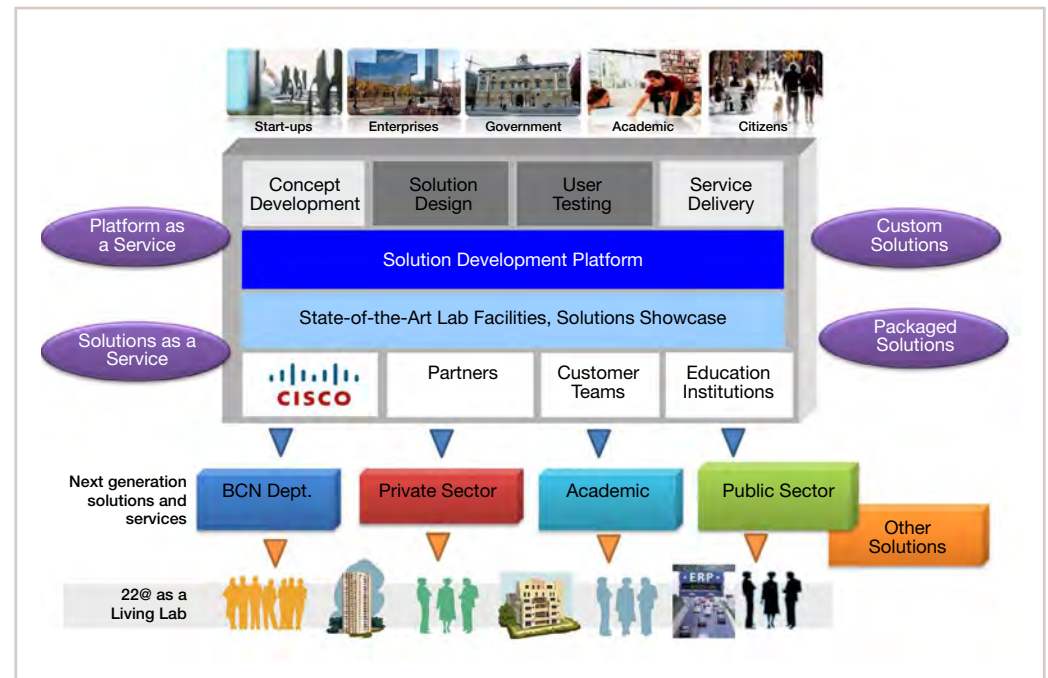 Start-ups
Enterprises
Government
Academic
Citizens
Concept
Development
Solution
Design
User
Testing
Service
Delivery
Platform as
a Service
Custom
Solutions
Solution Development Platform
State-of-the-Art Lab Facilities, Solutions Showcase
Solutions as a
Service
Packaged
Solutions
CISCO
Partners
Customer
Teams
Education
Institutions
Next generation
solutions and
services
BCN Dept.
Private Sector
Academic
Public Sector
Other
Solutions
22@ as a
Living Lab
ERP